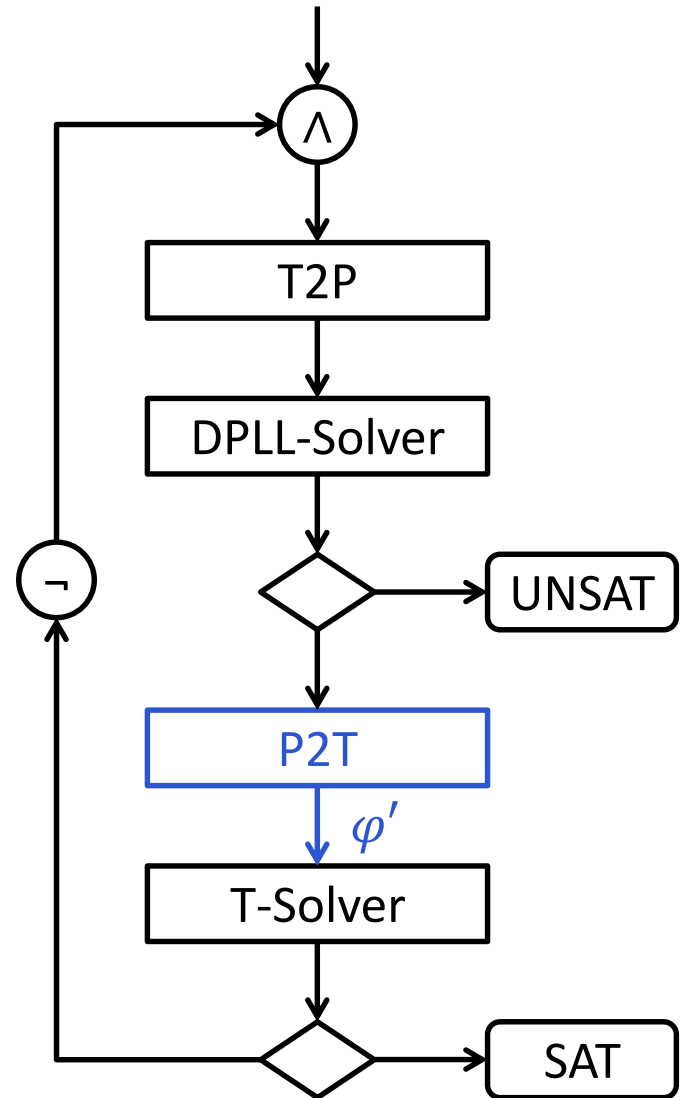 ∧
T2P
DPLL-Solver
¬
UNSAT
P2T
φ′
T-Solver
SAT